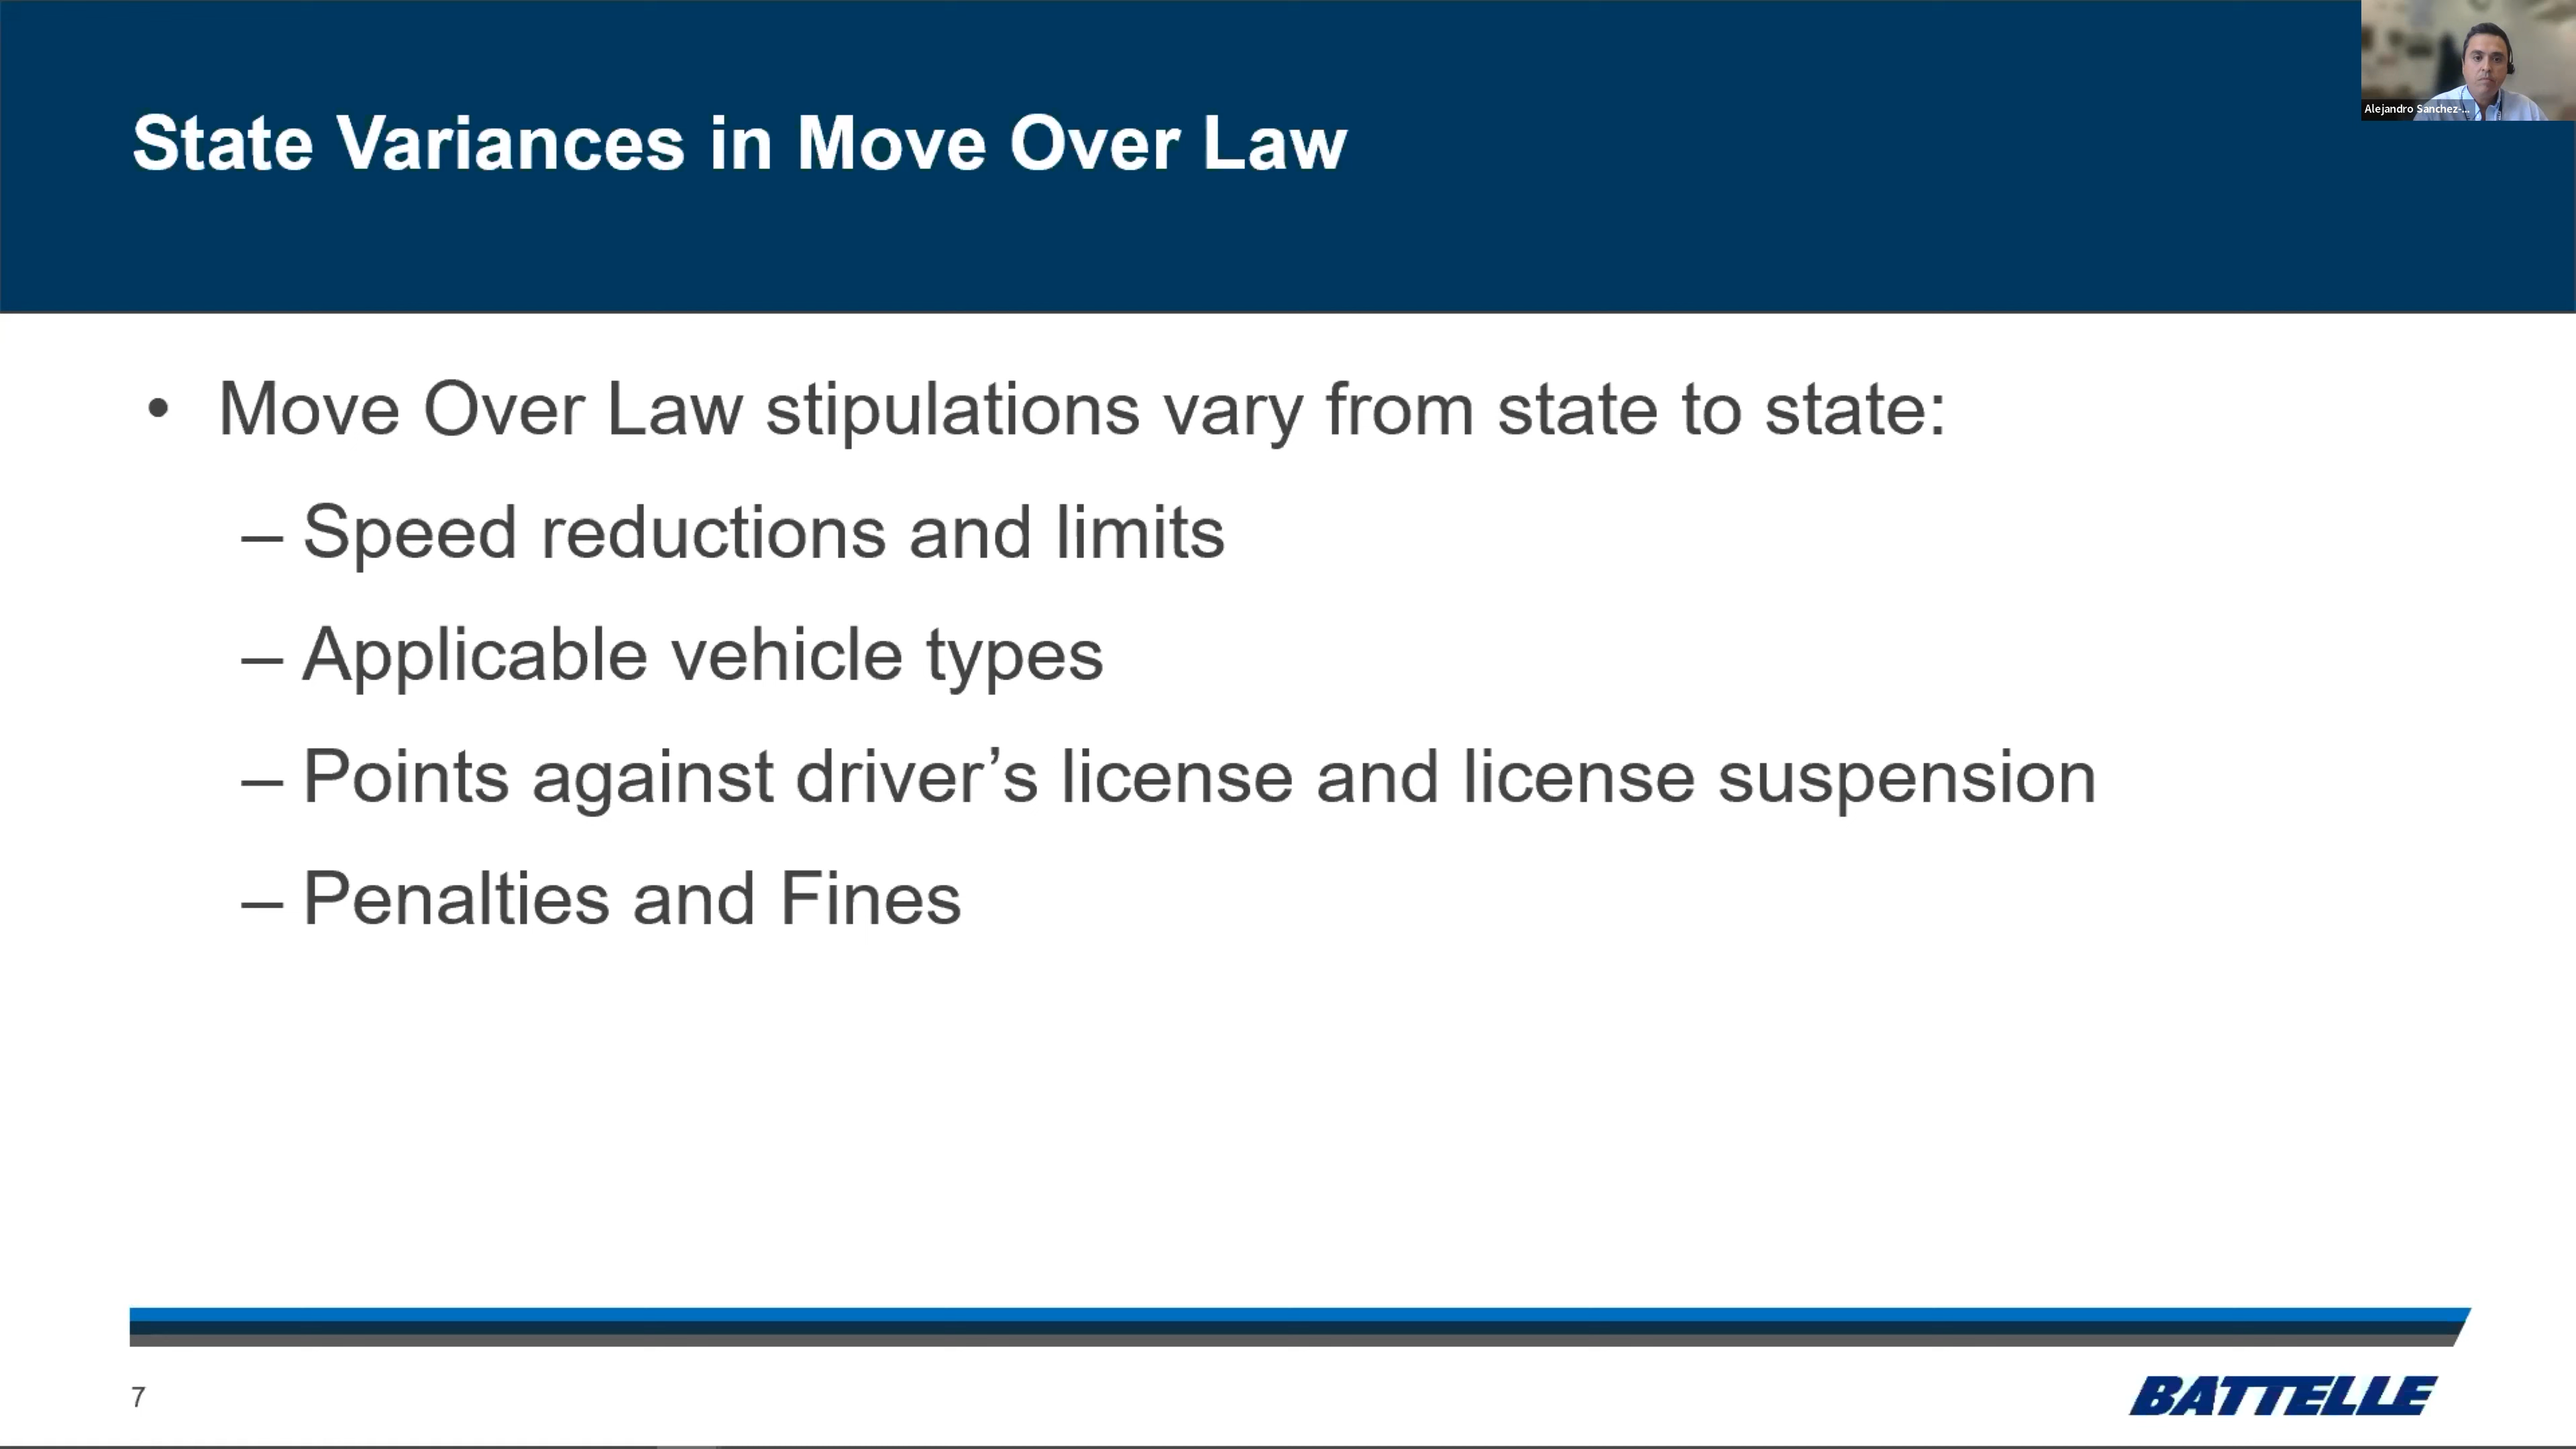 State Variances in Move Over Law
Alejandro Sanchez-...
• Move Over Law stipulations vary from state to state:
– Speed reductions and limits
– Applicable vehicle types
– Points against driver’s license and license suspension
– Penalties and Fines
7
BATTELLE